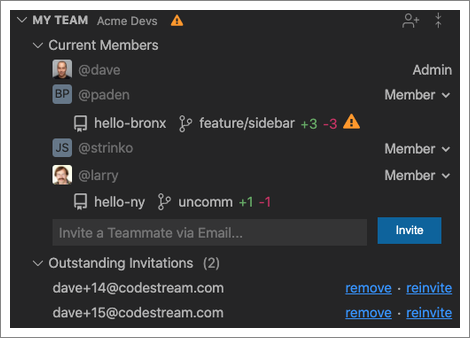 MY TEAM Acme Devs
Current Members
@dave Admin
BP @paden Member
hello-bronx feature/sidebar +3 -3
JS @strinko Member
@larry Member
hello-ny uncomm +1 -1
Invite a Teammate via Email... Invite
Outstanding Invitations (2)
dave+14@codestream.com remove · reinvite
dave+15@codestream.com remove · reinvite